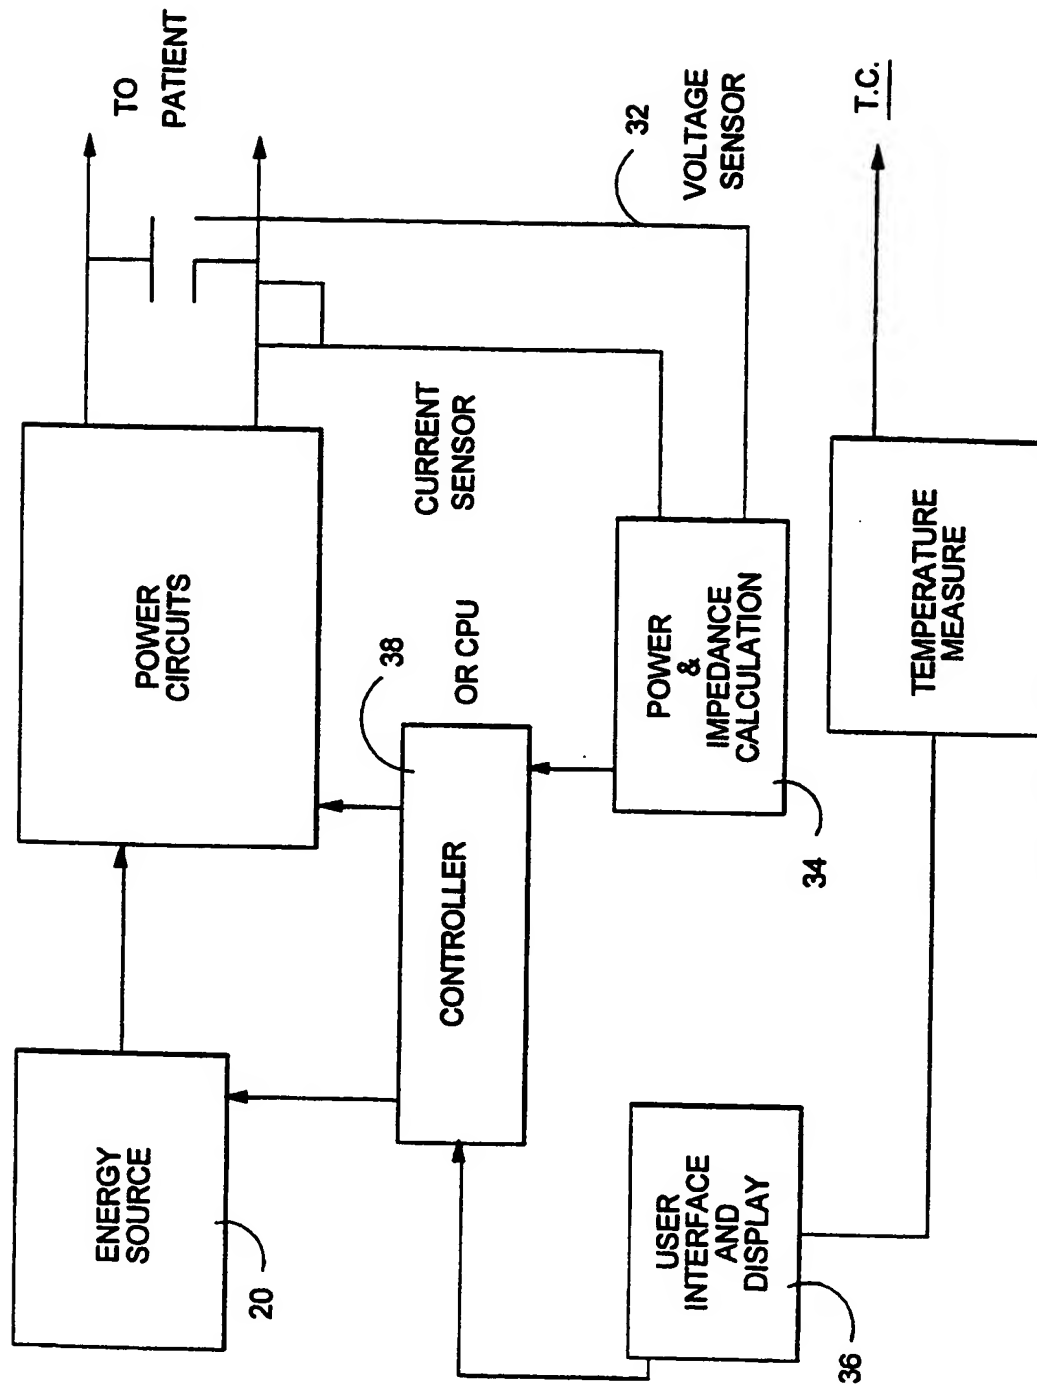 ENERGY
SOURCE
20
POWER
CIRCUITS
TO
PATIENT
CONTROLLER
38
OR CPU
CURRENT
SENSOR
32
VOLTAGE
SENSOR
USER
INTERFACE
AND
DISPLAY
36
POWER
&
IMPEDANCE
CALCULATION
34
TEMPERATURE
MEASURE
T.C.